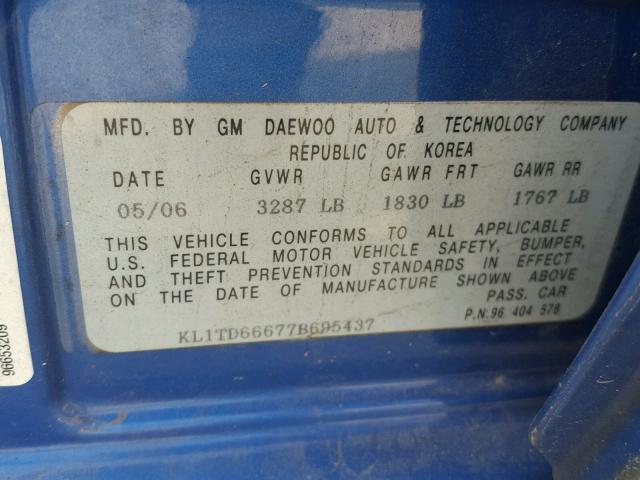 MFD. BY GM DAEWOO AUTO & TECHNOLOGY COMPANY
REPUBLIC OF KOREA
DATE GVWR GAWR FRT GAWR RR
05/06 3287 LB 1830 LB 1767 LB
THIS VEHICLE CONFORMS TO ALL APPLICABLE
U.S. FEDERAL MOTOR VEHICLE SAFETY, BUMPER,
AND THEFT PREVENTION STANDARDS IN EFFECT
ON THE DATE OF MANUFACTURE SHOWN ABOVE
PASS. CAR
KL1TD66677B695437
P.N.96 404 578
96653209